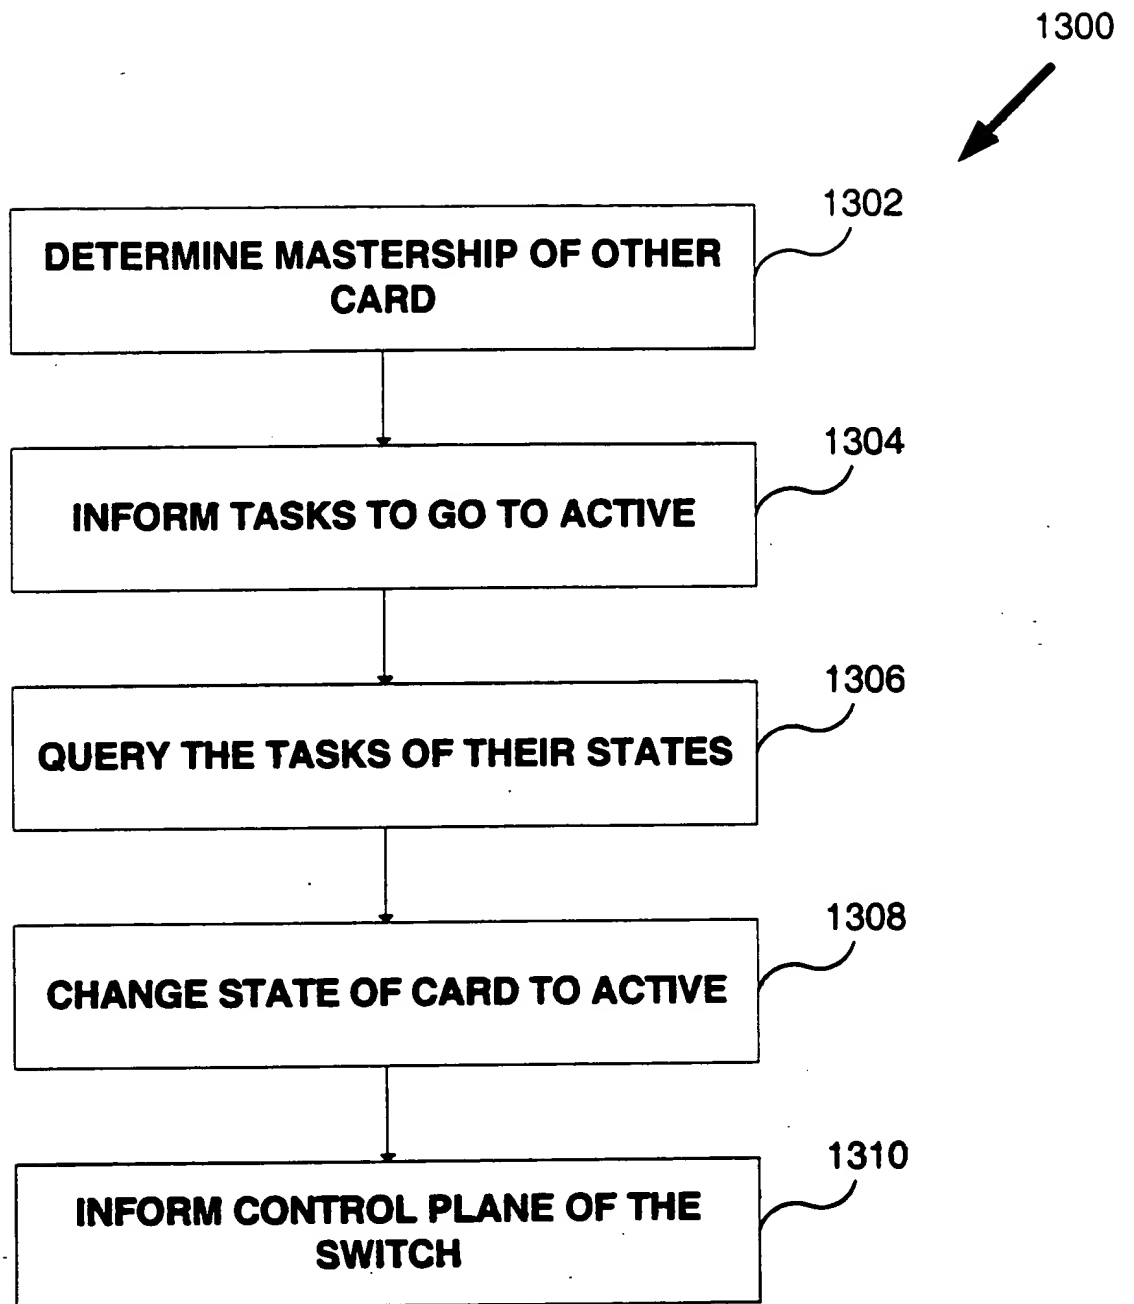 1300
1302
DETERMINE MASTERSHIP OF OTHER
CARD
1304
INFORM TASKS TO GO TO ACTIVE
1306
QUERY THE TASKS OF THEIR STATES
1308
CHANGE STATE OF CARD TO ACTIVE
1310
INFORM CONTROL PLANE OF THE
SWITCH